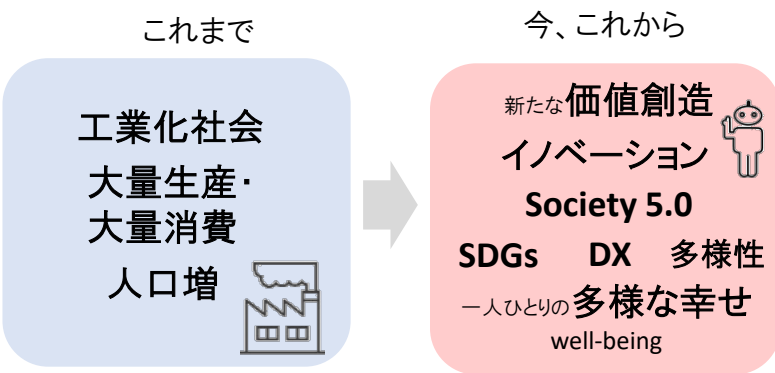 これまで
工業化社会
大量生産・
大量消費
人口増
今、これから
新たな価値創造
イノベーション
Society 5.0
SDGs DX 多様性
一人ひとりの多様な幸せ
well-being